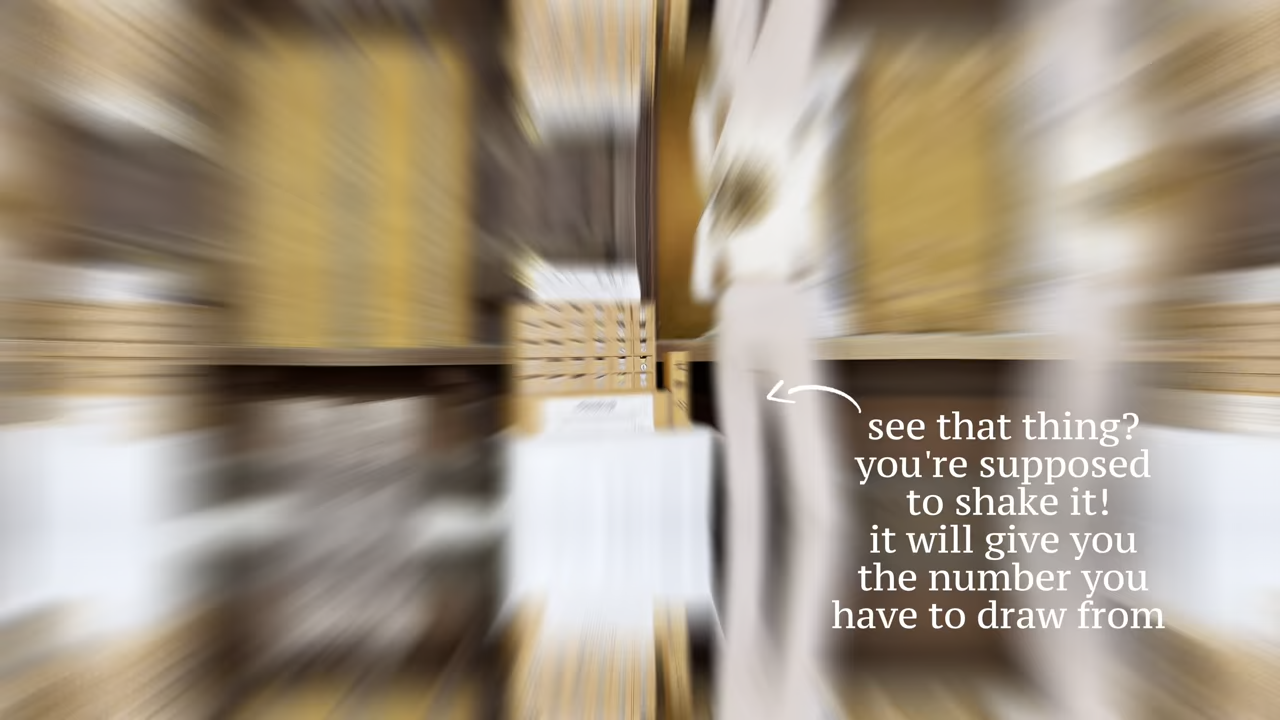 see that thing?
you're supposed
to shake it!
it will give you
the number you
have to draw from